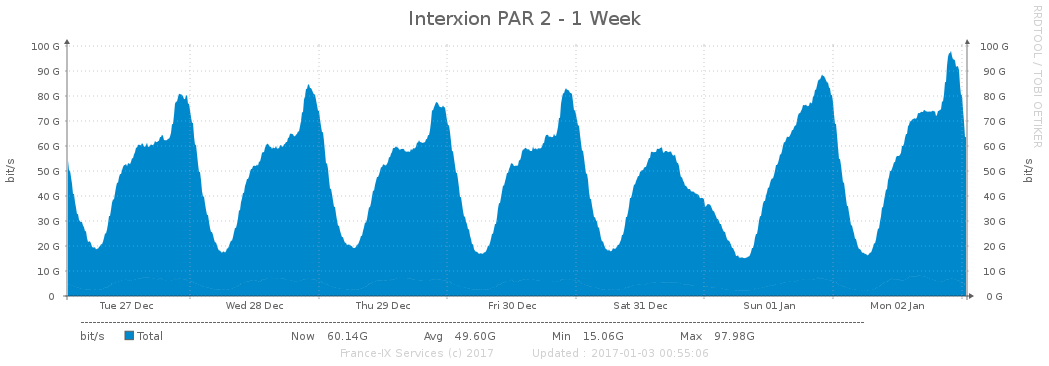 Interxion PAR 2 - 1 Week
RRDTOOL / TOBI OETIKER
bit/s
100 G
90 G
80 G
70 G
60 G
50 G
40 G
30 G
20 G
10 G
0
100 G
90 G
80 G
70 G
60 G
50 G
40 G
30 G
20 G
10 G
0 G
bit/s
Tue 27 Dec Wed 28 Dec Thu 29 Dec Fri 30 Dec Sat 31 Dec Sun 01 Jan Mon 02 Jan
bit/s Total Now 60.14G Avg 49.60G Min 15.06G Max 97.98G
France-IX Services (c) 2017 Updated : 2017-01-03 00:55:06